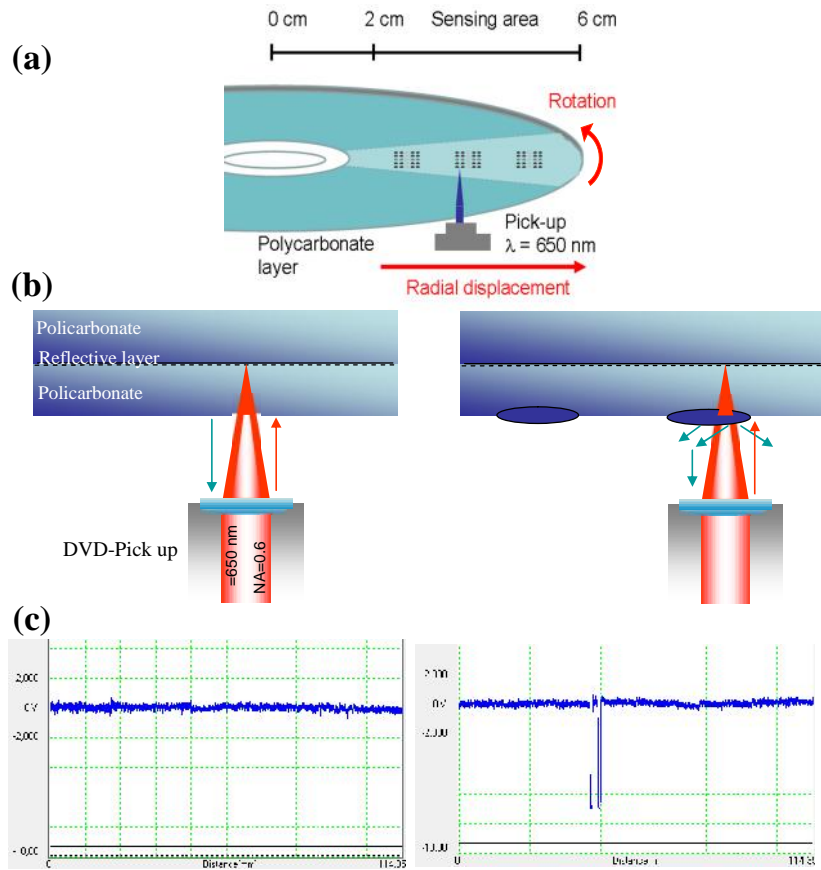 (a)
0 cm 2 cm Sensing area 6 cm
Rotation
Pick-up
λ = 650 nm
Polycarbonate
layer
Radial displacement
(b)
Policarbonate
Reflective layer
Policarbonate
DVD-Pick up
=650 nm
NA=0.6
(c)
2,000
0 V
-2,000
0
2,000
0 V
-2,000
0